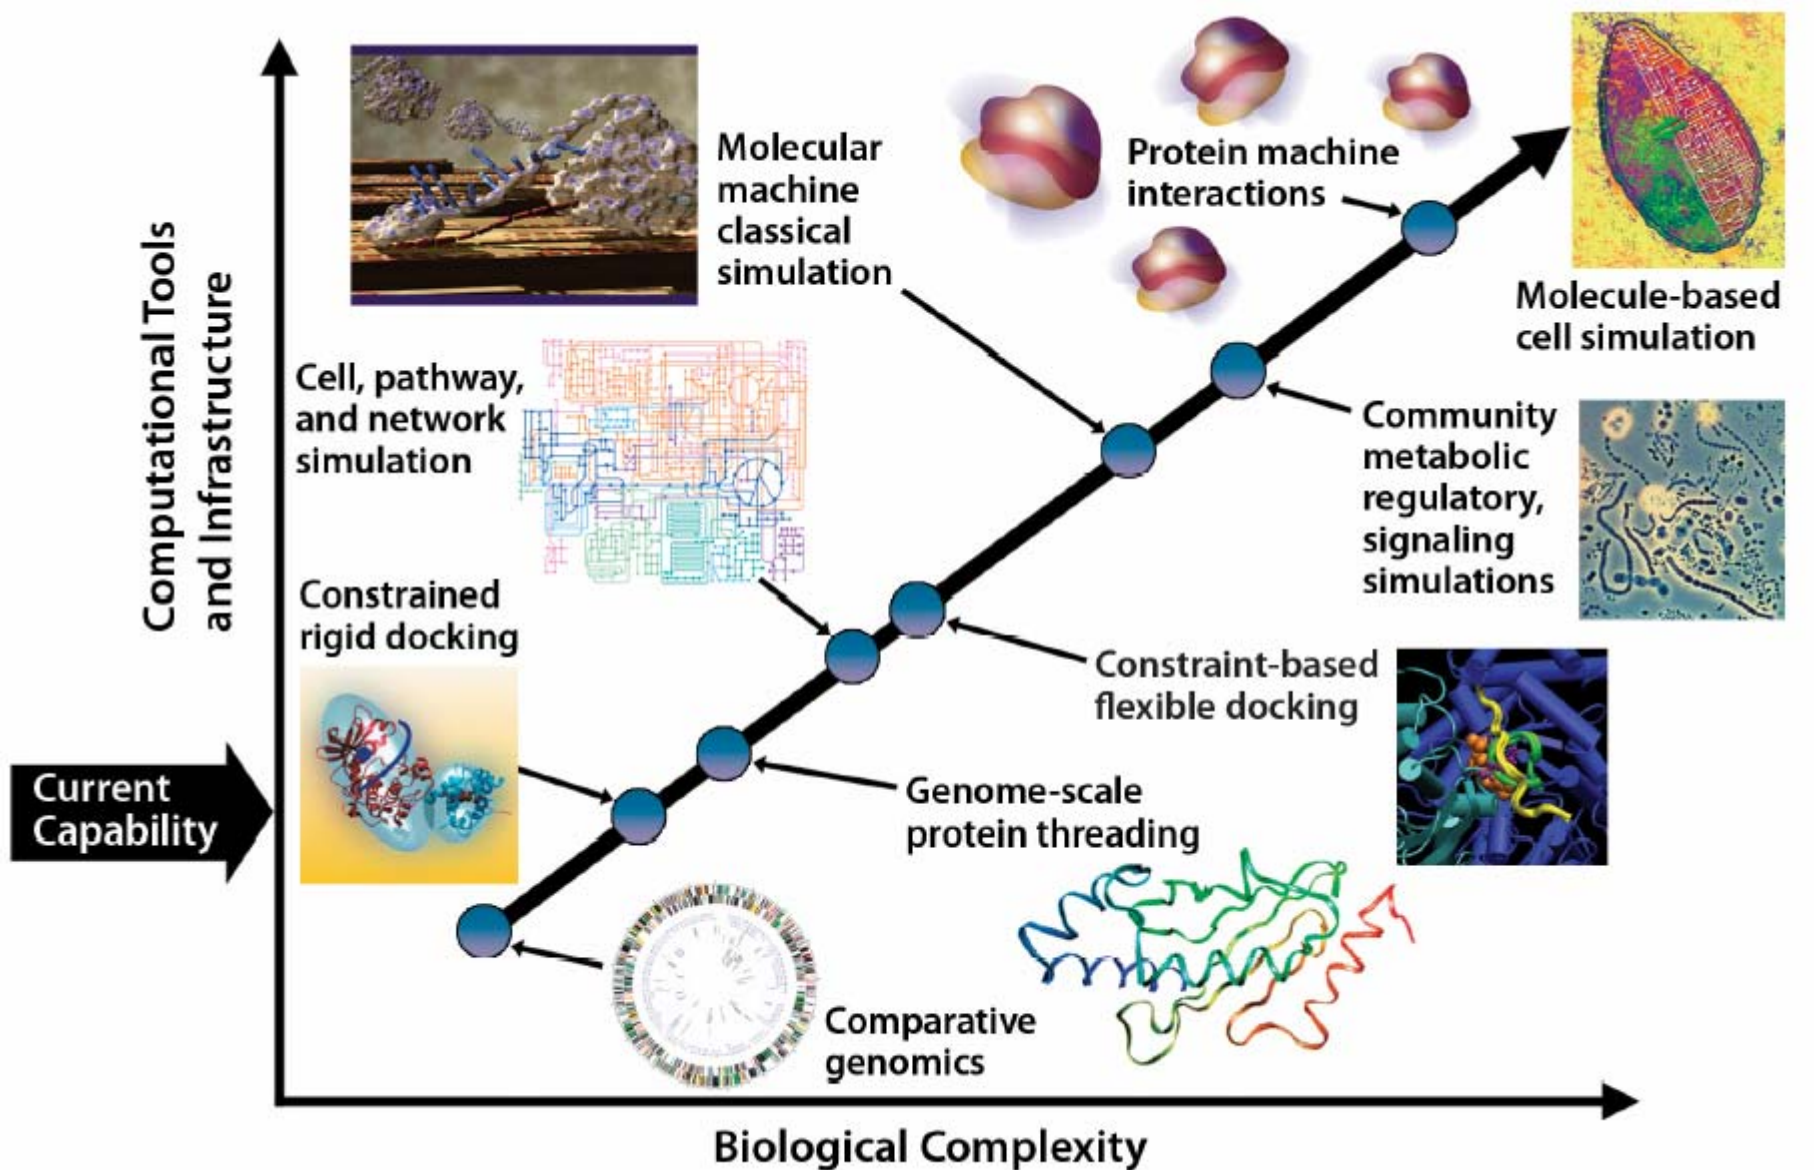 Computational Tools
and Infrastructure
Molecular
machine
classical
simulation
Protein machine
interactions
Molecule-based
cell simulation
Cell, pathway,
and network
simulation
Community
metabolic
regulatory,
signaling
simulations
Constrained
rigid docking
Constraint-based
flexible docking
Current
Capability
Genome-scale
protein threading
Comparative
genomics
Biological Complexity